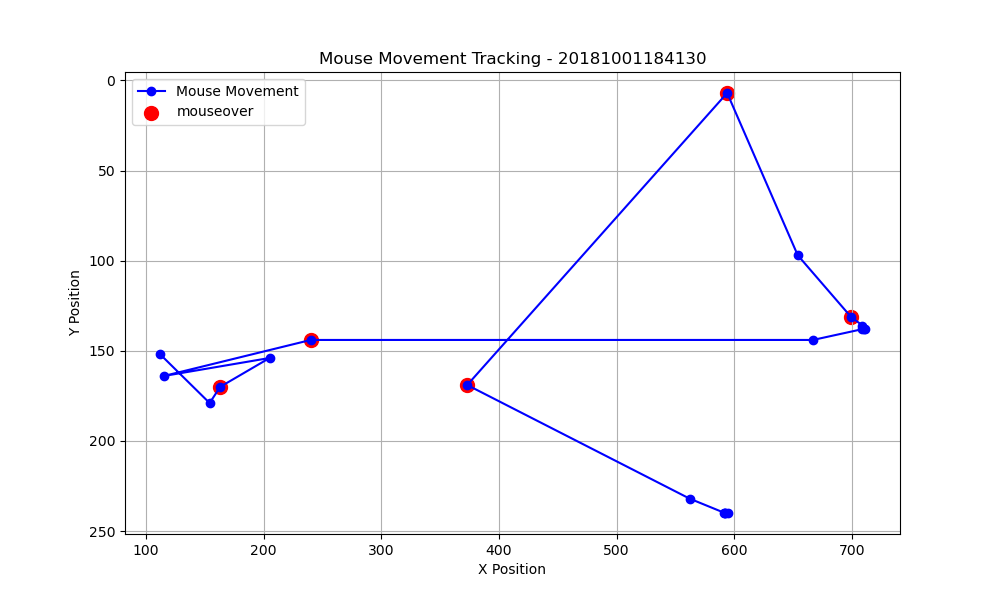 Mouse Movement Tracking - 20181001184130
Mouse Movement
mouseover
0
50
100
150
200
250
Y Position
100 200 300 400 500 600 700
X Position